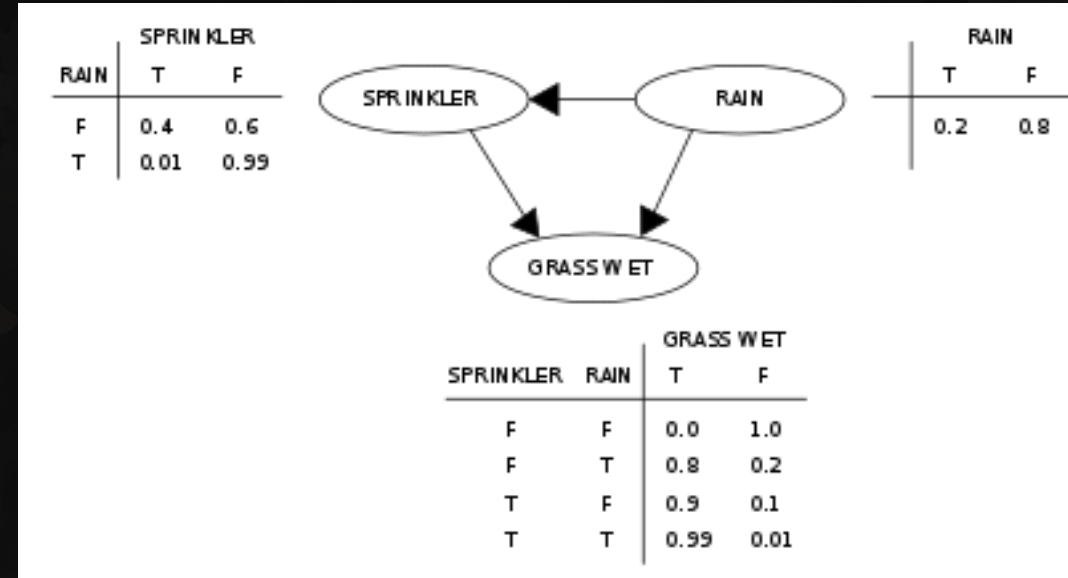 SPRINKLER
RAIN T F
F 0.4 0.6
T 0.01 0.99
SPRINKLER
RAIN
RAIN
T F
0.2 0.8
GRASS WET
GRASS WET
SPRINKLER RAIN T F
F F 0.0 1.0
F T 0.8 0.2
T F 0.9 0.1
T T 0.99 0.01